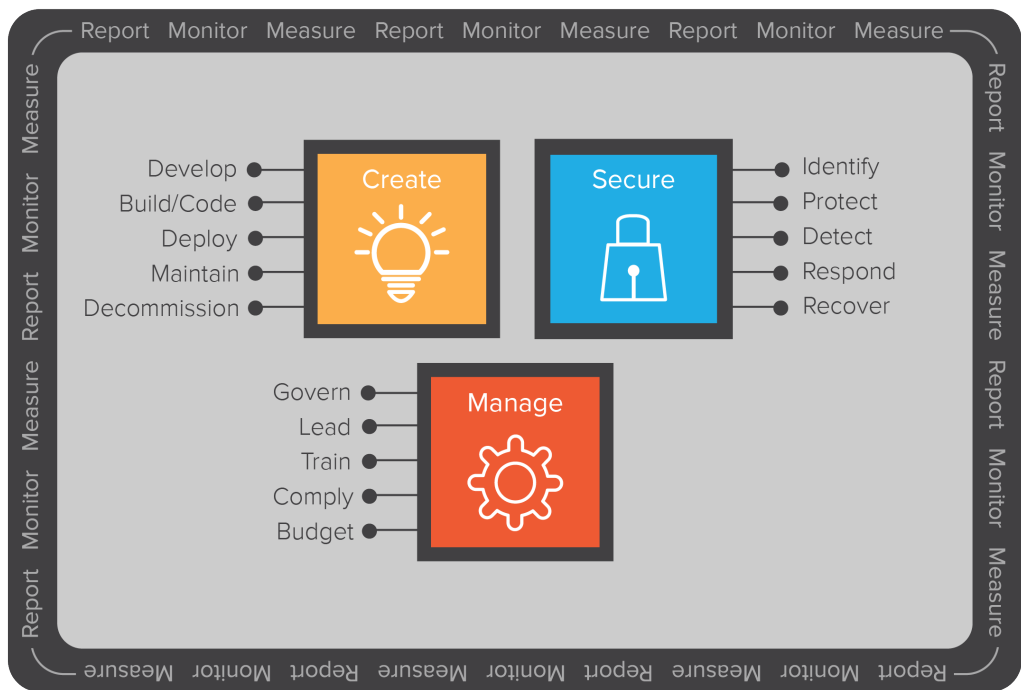 Report Monitor Measure Report Monitor Measure Report Monitor Measure
Report Monitor Measure Report Monitor Measure
Create
Develop
Build/Code
Deploy
Maintain
Decommission
Secure
Identify
Protect
Detect
Respond
Recover
Manage
Govern
Lead
Train
Comply
Budget
Report Monitor Measure Report Monitor Measure Report Monitor Measure
Report Monitor Measure Report Monitor Measure